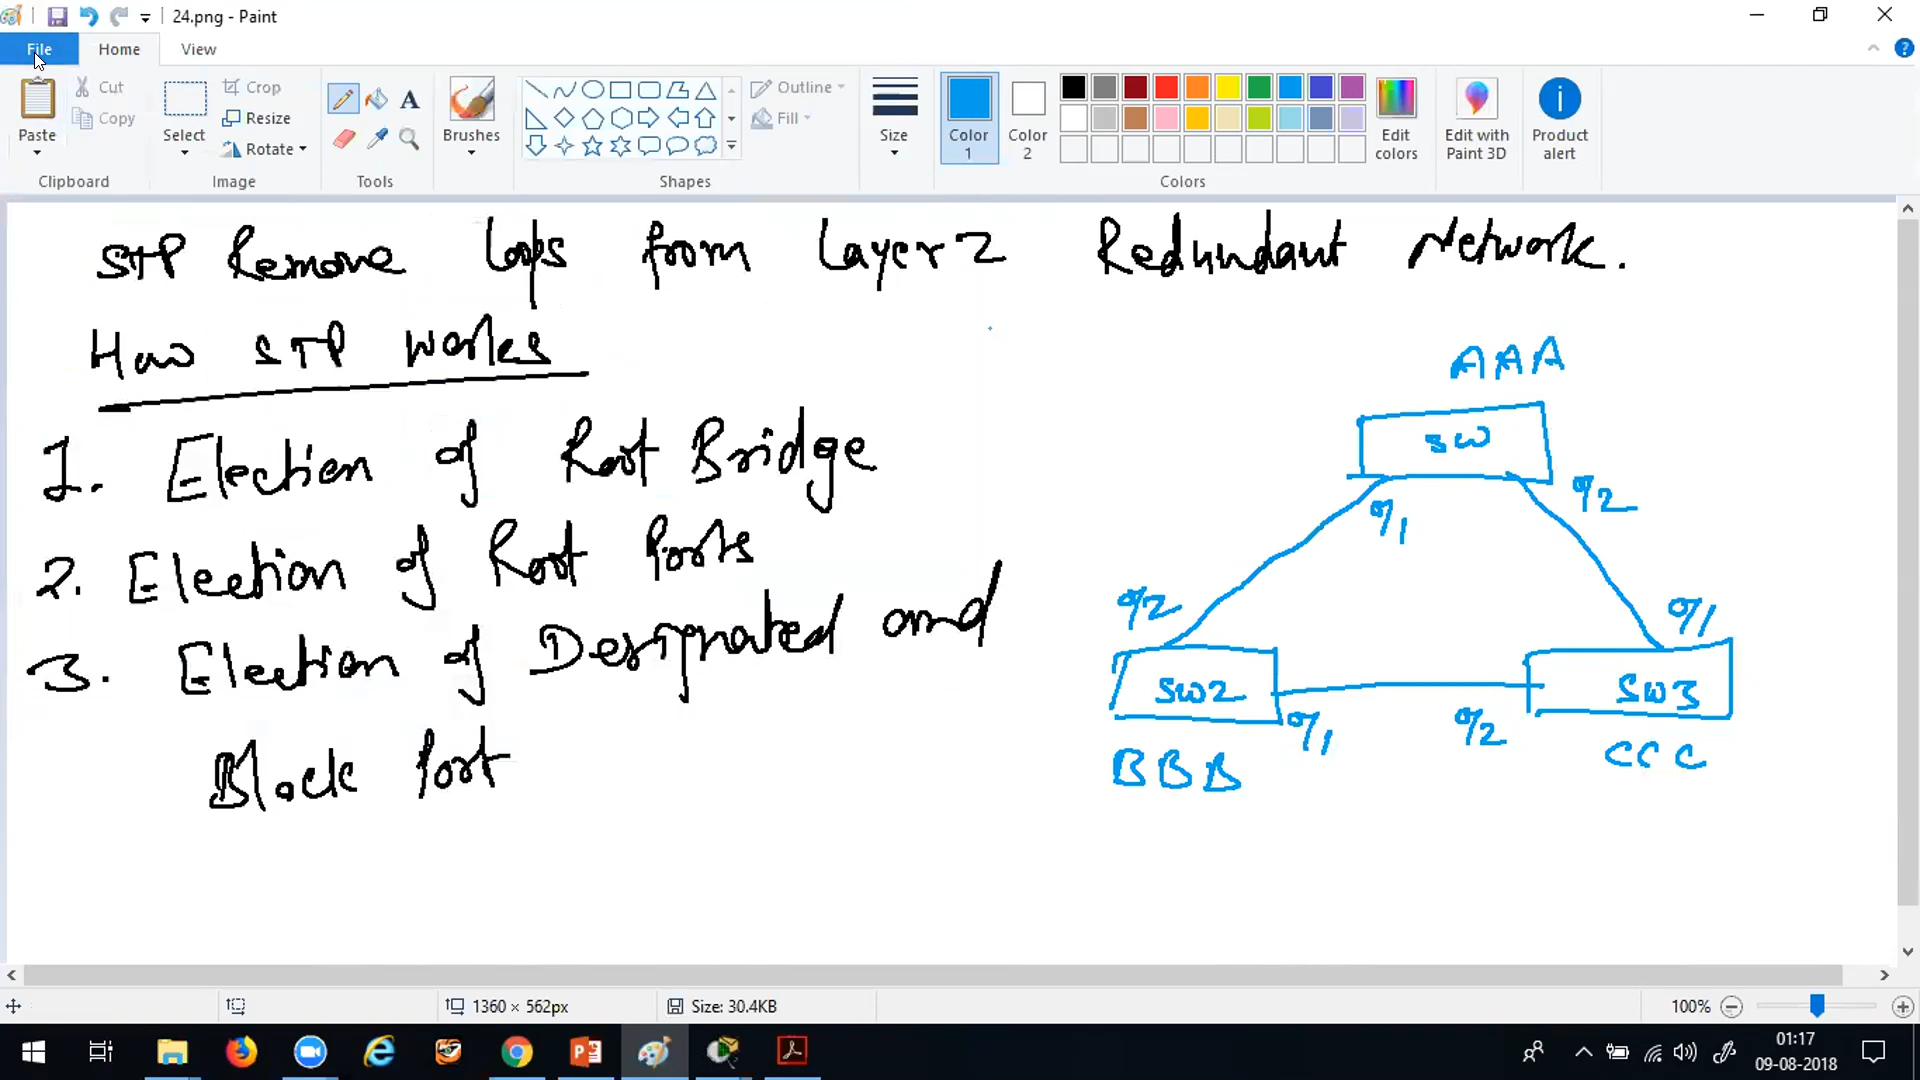 24.png - Paint
File Home View
Paste
Cut
Copy
Clipboard
Select
Crop
Resize
Rotate
Image
Tools
Brushes
Shapes
Outline
Fill
Size
Color 1
Color 2
Edit colors
Colors
Edit with Paint 3D
Product alert
STP Remove loops from Layer 2 Redundant Network.
How STP works
1. Election of Root Bridge
2. Election of Root Ports
3. Election of Designated and
Block Port
AAA
SW
0/1
0/2
0/2
0/1
SW2
SW3
0/1
0/2
BBB
CCC
1360 × 562px
Size: 30.4KB
100%
01:17
09-08-2018